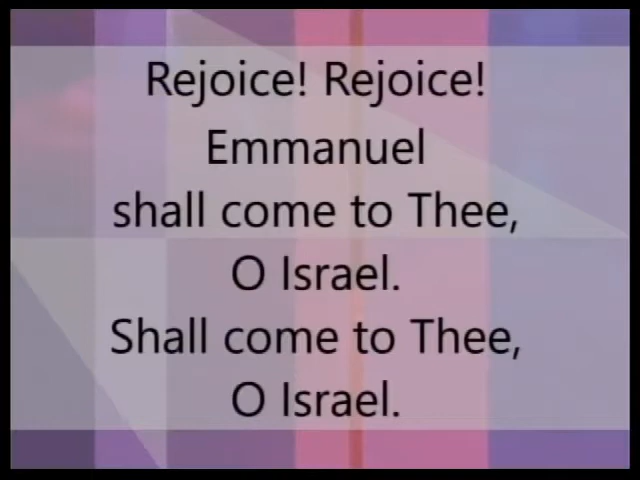 Rejoice! Rejoice!
Emmanuel
shall come to Thee,
O Israel.
Shall come to Thee,
O Israel.